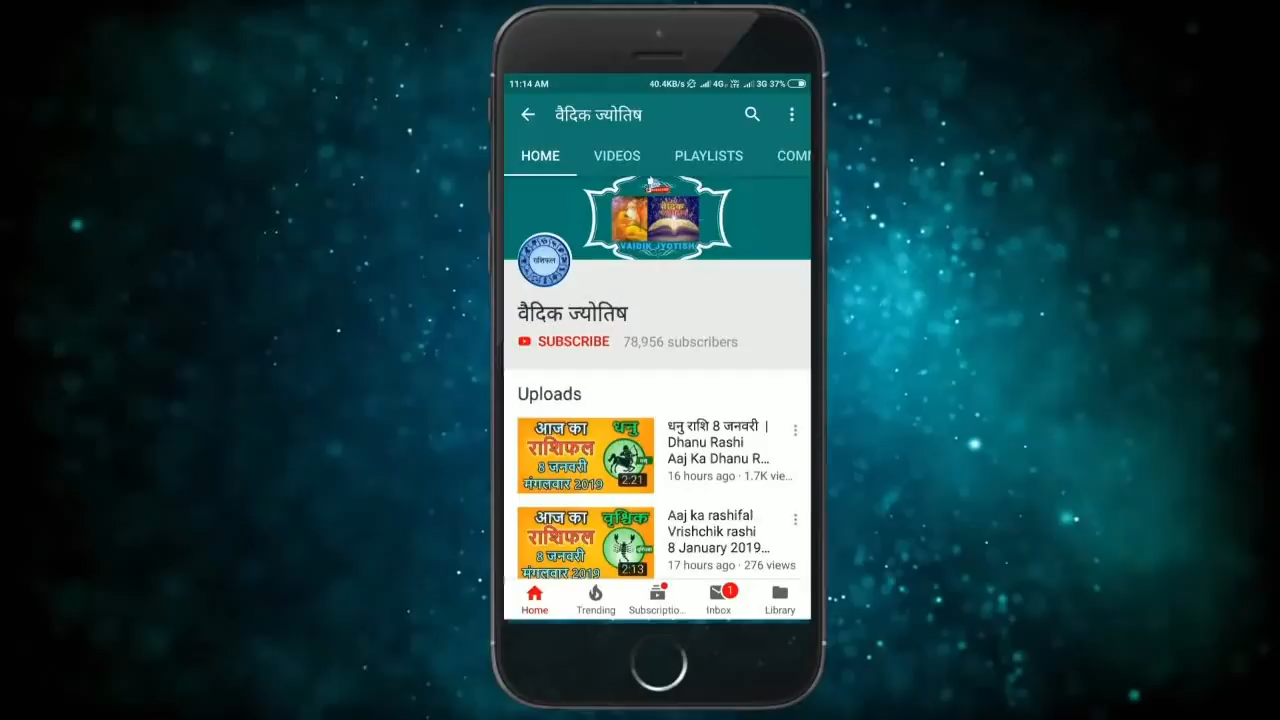 11:14 AM 40.4KB/s 4G 3G 37%
वैदिक ज्योतिष
HOME VIDEOS PLAYLISTS COMM
वैदिक
VAIDIK JYOTISH
राशिफल
वैदिक ज्योतिष
SUBSCRIBE 78,956 subscribers
Uploads
आज का धनु
राशिफल
8 जनवरी
मंगलवार 2019
2:21
धनु राशि 8 जनवरी |
Dhanu Rashi
Aaj Ka Dhanu R...
16 hours ago · 1.7K vie...
आज का वृश्चिक
राशिफल
8 जनवरी
मंगलवार 2019
2:13
Aaj ka rashifal
Vrishchik rashi
8 January 2019...
17 hours ago · 276 views
1
Home Trending Subscriptio... Inbox Library